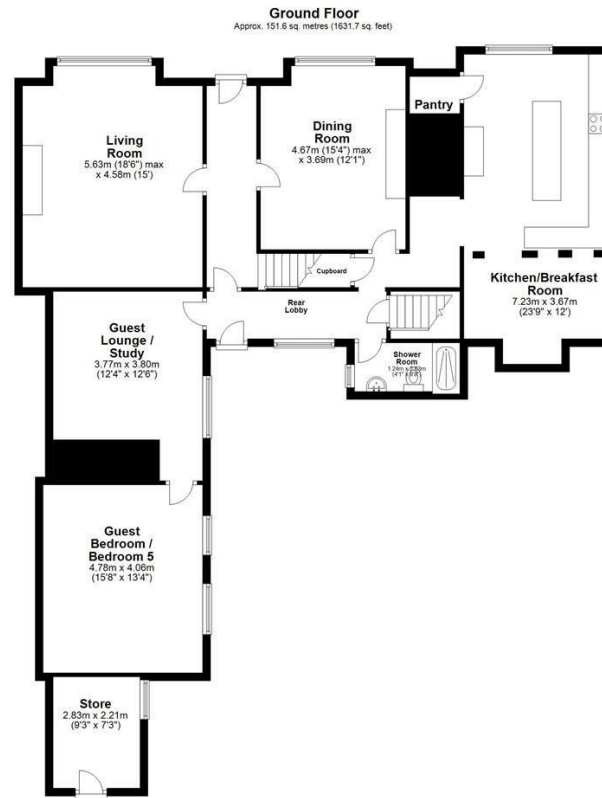 Ground Floor
Approx. 151.6 sq. metres (1631.7 sq. feet)
Living
Room
5.63m (18'6") max
x 4.58m (15')
Dining
Room
4.67m (15'4") max
x 3.69m (12'1")
Pantry
Kitchen/Breakfast
Room
7.23m x 3.67m
(23'9" x 12')
Cupboard
Rear
Lobby
Guest
Lounge /
Study
3.77m x 3.80m
(12'4" x 12'6")
Shower
Room
Guest
Bedroom /
Bedroom 5
4.78m x 4.06m
(15'8" x 13'4")
Store
2.83m x 2.21m
(9'3" x 7'3")